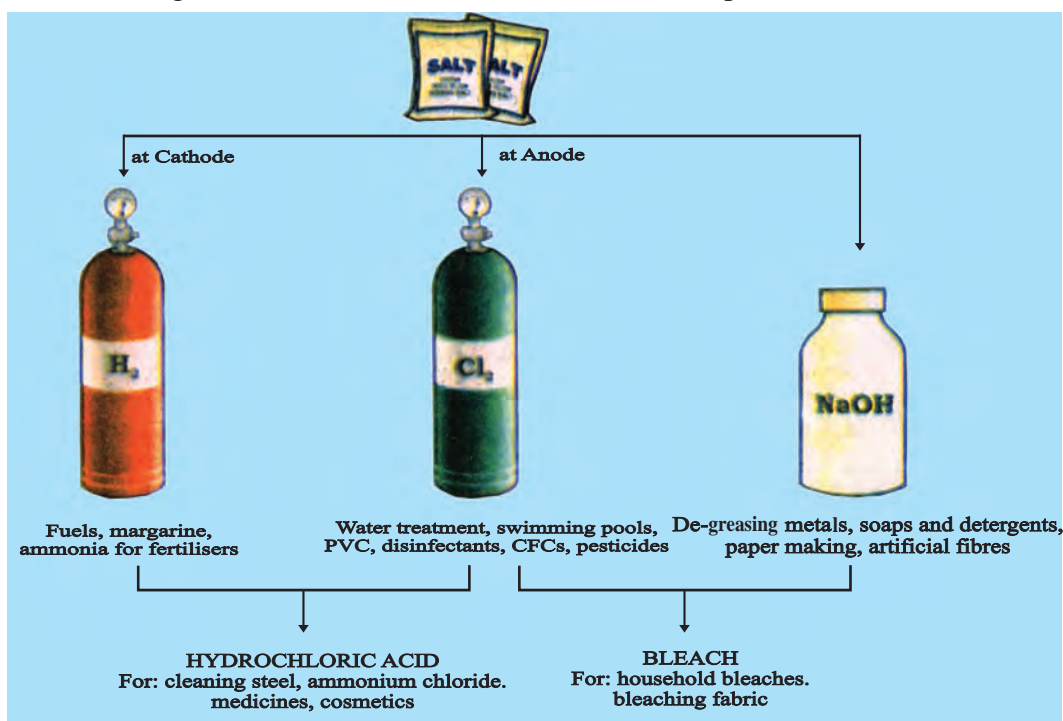 SALT
SALT
at Cathode
at Anode
H₂
Cl₂
NaOH
Fuels, margarine,
ammonia for fertilisers
Water treatment, swimming pools,
PVC, disinfectants, CFCs, pesticides
De-greasing metals, soaps and detergents,
paper making, artificial fibres
HYDROCHLORIC ACID
For: cleaning steel, ammonium chloride.
medicines, cosmetics
BLEACH
For: household bleaches.
bleaching fabric